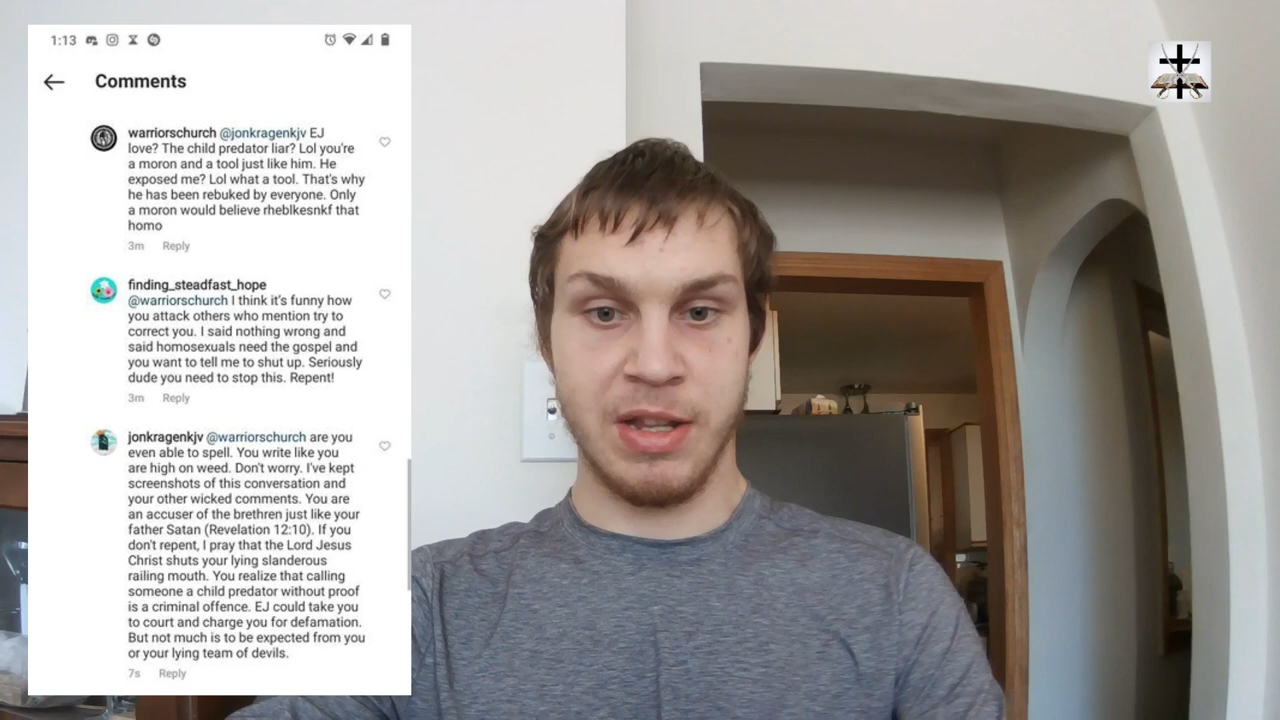 1:13
Comments
warriorschurch @jonkragenkjv EJ
love? The child predator liar? Lol you're
a moron and a tool just like him. He
exposed me? Lol what a tool. That's why
he has been rebuked by everyone. Only
a moron would believe rheblkesnkf that
homo
3m Reply
finding_steadfast_hope
@warriorschurch I think it's funny how
you attack others who mention try to
correct you. I said nothing wrong and
said homosexuals need the gospel and
you want to tell me to shut up. Seriously
dude you need to stop this. Repent!
3m Reply
jonkragenkjv @warriorschurch are you
even able to spell. You write like you
are high on weed. Don't worry. I've kept
screenshots of this conversation and
your other wicked comments. You are
an accuser of the brethren just like your
father Satan (Revelation 12:10). If you
don't repent, I pray that the Lord Jesus
Christ shuts your lying slanderous
railing mouth. You realize that calling
someone a child predator without proof
is a criminal offence. EJ could take you
to court and charge you for defamation.
But not much is to be expected from you
or your lying team of devils.
7s Reply